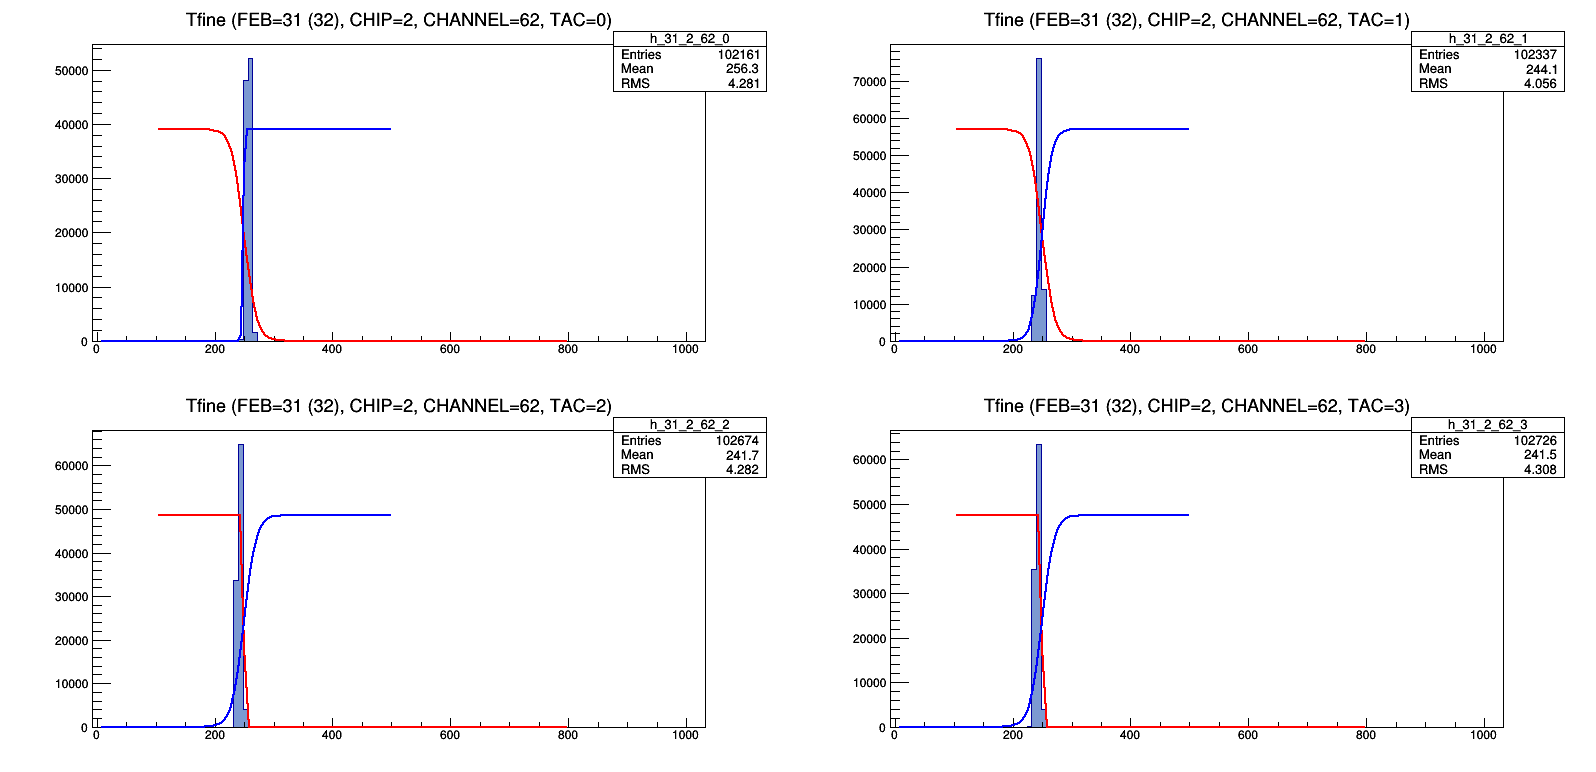 Tfine (FEB=31 (32), CHIP=2, CHANNEL=62, TAC=0)
h_31_2_62_0
Entries 102161
Mean 256.3
RMS 4.281
50000
40000
30000
20000
10000
0
0 200 400 600 800 1000
Tfine (FEB=31 (32), CHIP=2, CHANNEL=62, TAC=1)
h_31_2_62_1
Entries 102337
Mean 244.1
RMS 4.056
70000
60000
50000
40000
30000
20000
10000
0
0 200 400 600 800 1000
Tfine (FEB=31 (32), CHIP=2, CHANNEL=62, TAC=2)
h_31_2_62_2
Entries 102674
Mean 241.7
RMS 4.282
60000
50000
40000
30000
20000
10000
0
0 200 400 600 800 1000
Tfine (FEB=31 (32), CHIP=2, CHANNEL=62, TAC=3)
h_31_2_62_3
Entries 102726
Mean 241.5
RMS 4.308
60000
50000
40000
30000
20000
10000
0
0 200 400 600 800 1000